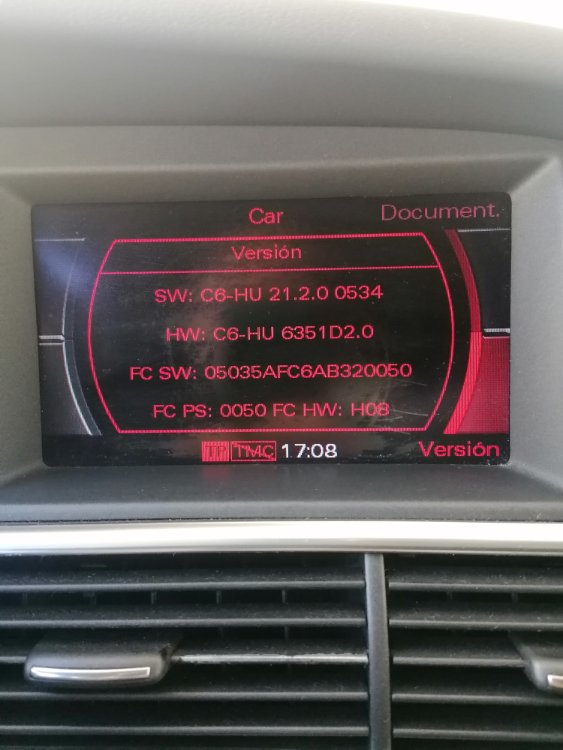 Car
Document.
Versión
SW: C6-HU 21.2.0 0534
HW: C6-HU 6351D2.0
FC SW: 05035AFC6AB320050
FC PS: 0050 FC HW: H08
TMC 17:08
Versión